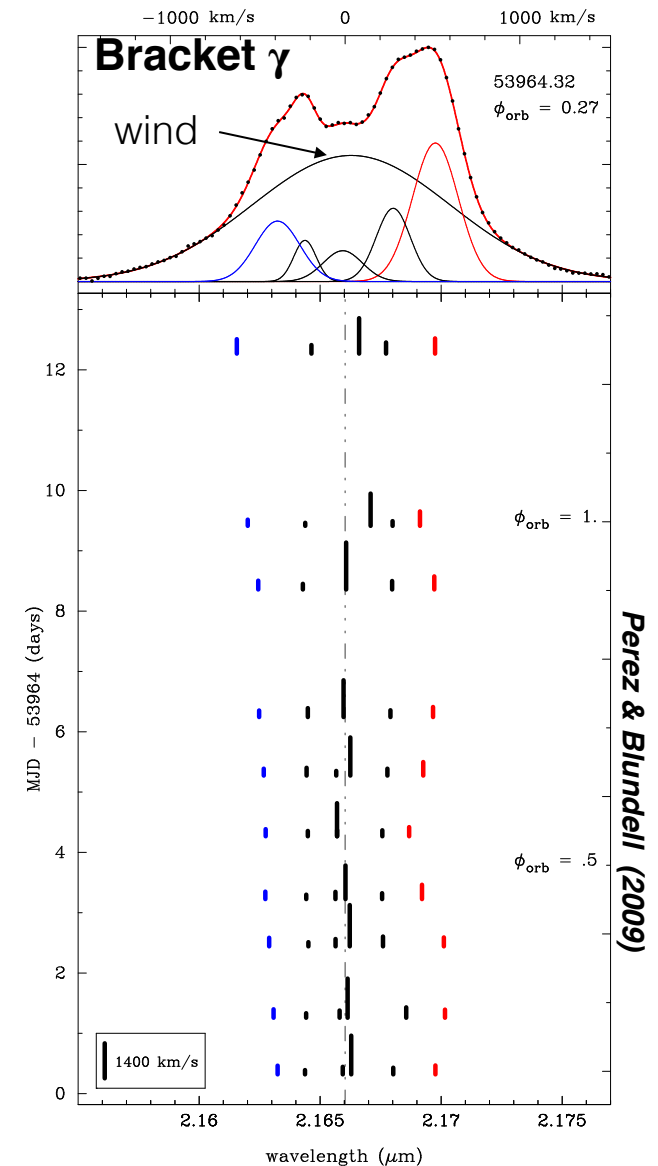 −1000 km/s 0 1000 km/s
Bracket γ
53964.32
ϕorb = 0.27
wind
12
10
ϕorb = 1.
8
6
4
ϕorb = .5
2
0
MJD − 53964 (days)
Perez & Blundell (2009)
1400 km/s
2.16 2.165 2.17 2.175
wavelength (μm)